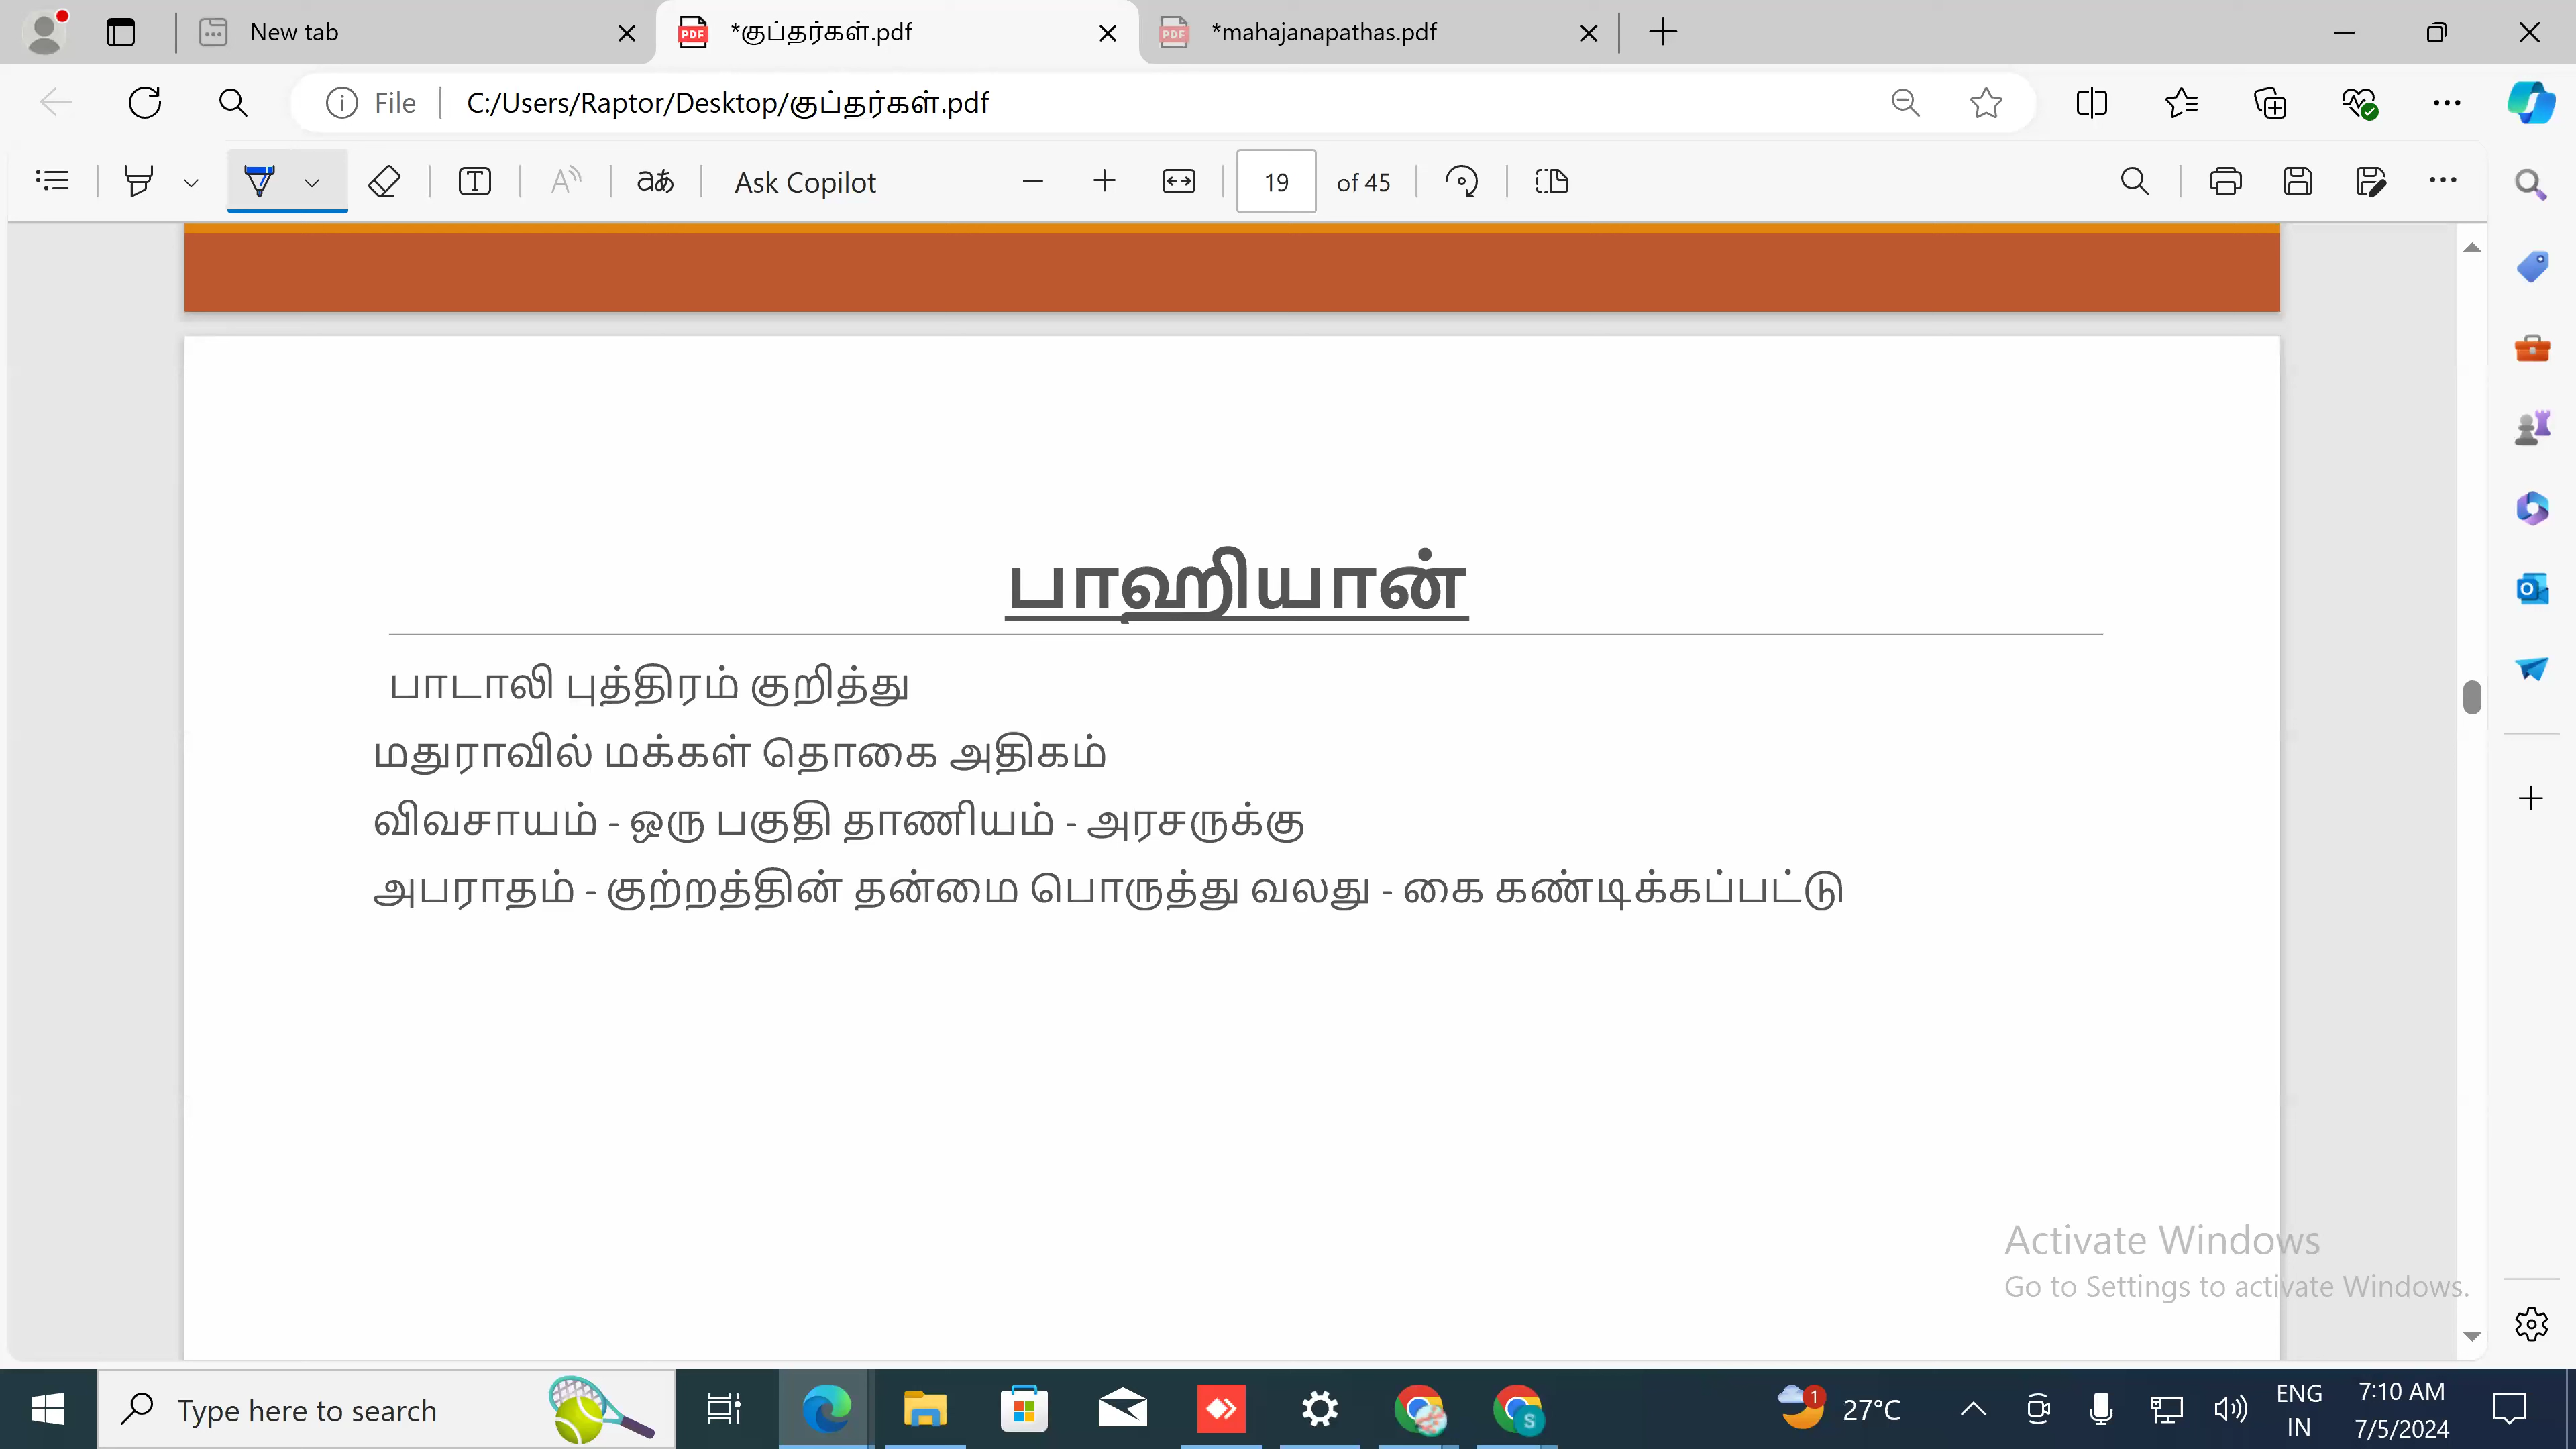 New tab
*குப்தர்கள்.pdf
*mahajanapathas.pdf
File
C:/Users/Raptor/Desktop/குப்தர்கள்.pdf
Ask Copilot
19 of 45
பாஹியான்
பாடாலி புத்திரம் குறித்து
மதுராவில் மக்கள் தொகை அதிகம்
விவசாயம் - ஒரு பகுதி தாணியம் - அரசருக்கு
அபராதம் - குற்றத்தின் தன்மை பொருத்து வலது - கை கண்டிக்கப்பட்டு
Activate Windows
Go to Settings to activate Windows.
Type here to search
1
27°C
ENG
IN
7:10 AM
7/5/2024